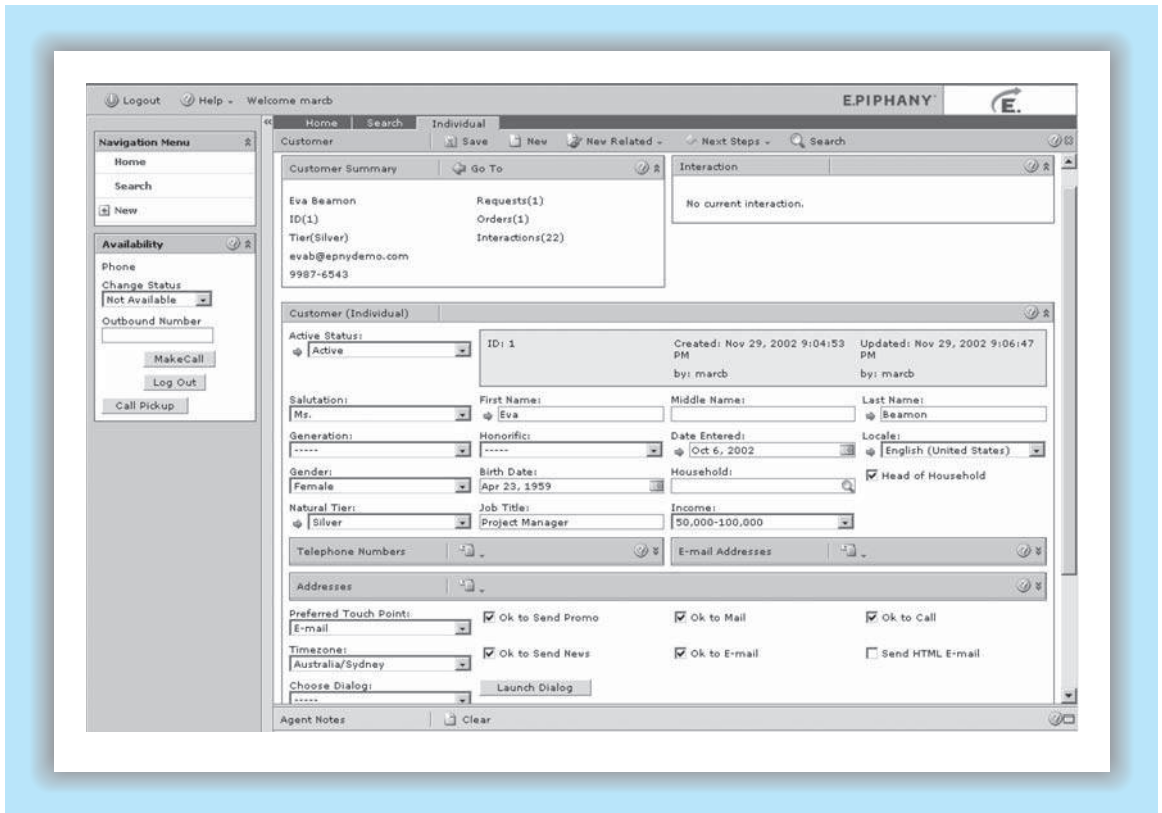 Logout Help Welcome marcb
E.PIPHANY
E.
Home Search Individual
Navigation Menu
Home
Search
New
Availability
Phone
Change Status
Not Available
Outbound Number
MakeCall
Log Out
Call Pickup
Customer Save New New Related Next Steps Search
Customer Summary Go To
Eva Beamon Requests(1)
ID(1) Orders(1)
Tier(Silver) Interactions(22)
evab@epnydemo.com
9987-6543
Interaction
No current interaction.
Customer (Individual)
Active Status:
Active
ID: 1 Created: Nov 29, 2002 9:04:53 PM Updated: Nov 29, 2002 9:06:47 PM
by: marcb by: marcb
Salutation: First Name: Middle Name: Last Name:
Ms. Eva Beamon
Generation: Honorific: Date Entered: Locale:
----- ----- Oct 6, 2002 English (United States)
Gender: Birth Date: Household: Head of Household
Female Apr 23, 1959
Natural Tier: Job Title: Income:
Silver Project Manager 50,000-100,000
Telephone Numbers E-mail Addresses
Addresses
Preferred Touch Point: Ok to Send Promo Ok to Mail Ok to Call
E-mail
Timezone: Ok to Send News Ok to E-mail Send HTML E-mail
Australia/Sydney
Choose Dialog: Launch Dialog
-----
Agent Notes Clear